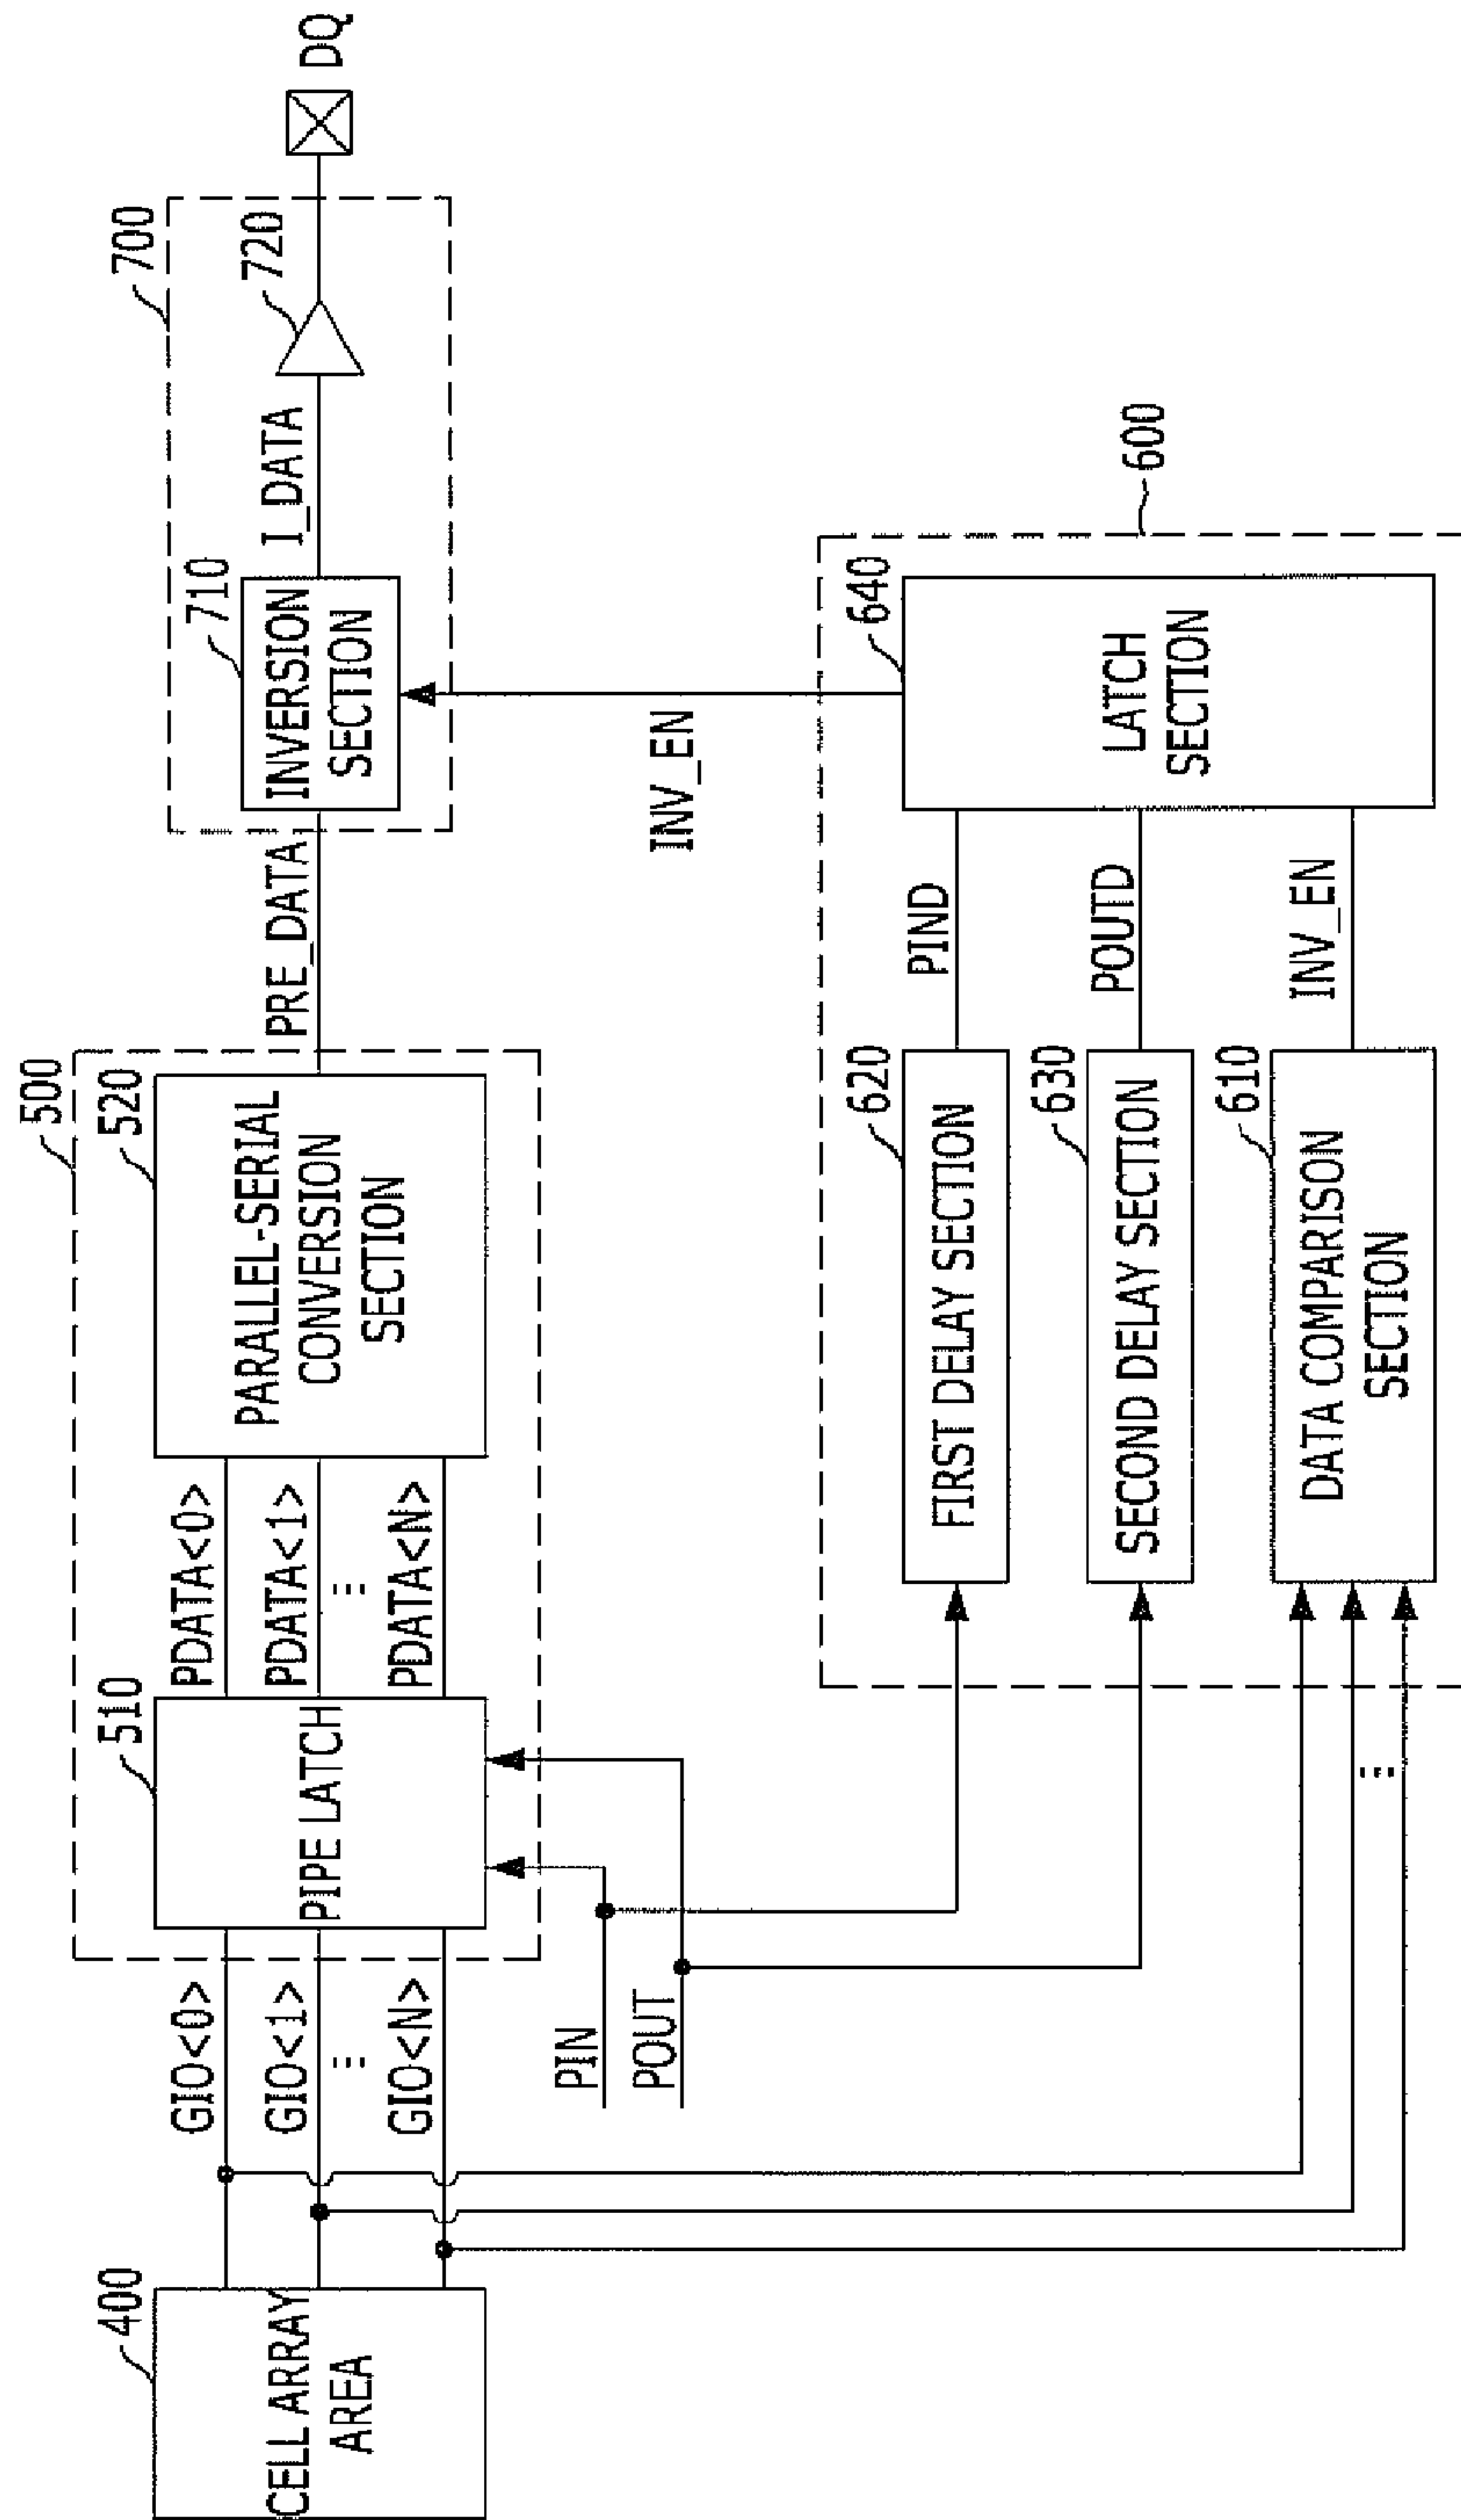 400
CELL ARRAY
AREA
GIO<0>
GIO<1>
⋮
GIO<N>
PIN
POUT
500
510
PIPE LATCH
PDATA<0>
PDATA<1>
⋮
PDATA<N>
520
PARALLEL-SERIAL
CONVERSION
SECTION
PRE_DATA
700
710
INVERSION
SECTION
I_DATA
720
DQ
INV_EN
600
620
FIRST DELAY SECTION
PIND
630
SECOND DELAY SECTION
POUTD
610
DATA COMPARISON
SECTION
INV_EN
⋮
640
LATCH
SECTION